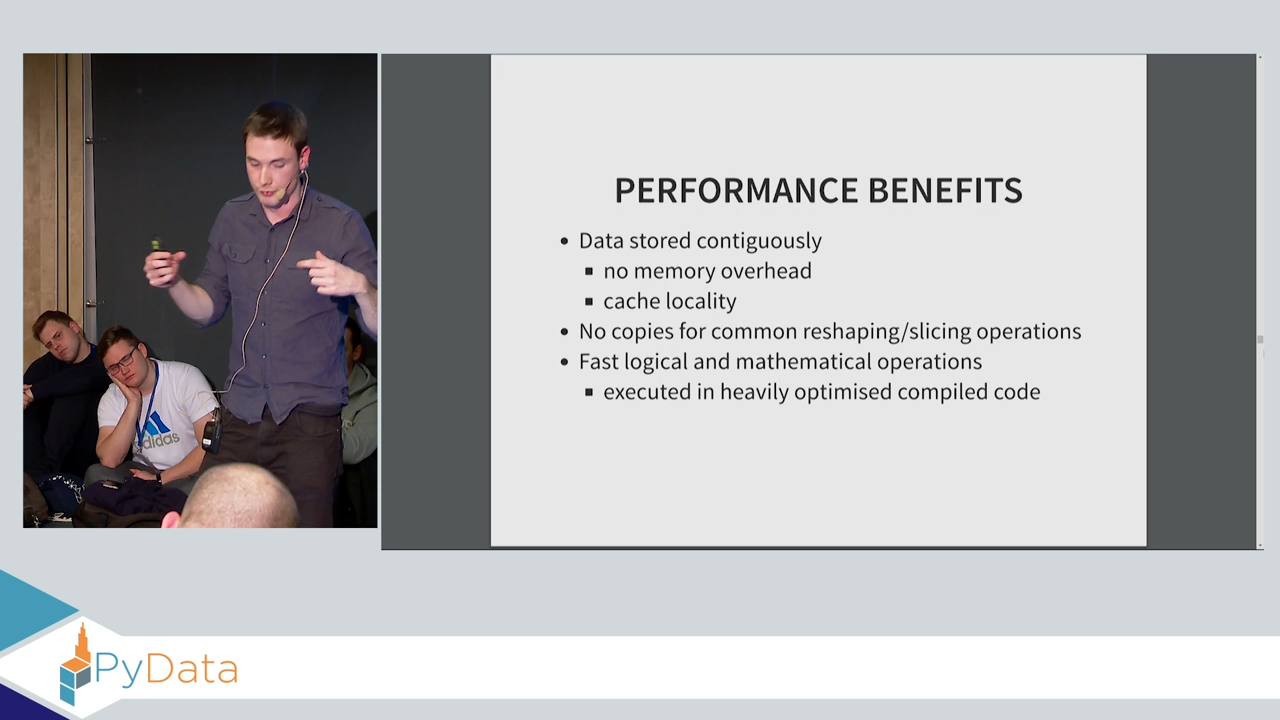 PERFORMANCE BENEFITS
Data stored contiguously
no memory overhead
cache locality
No copies for common reshaping/slicing operations
Fast logical and mathematical operations
executed in heavily optimised compiled code
adidas
PyData